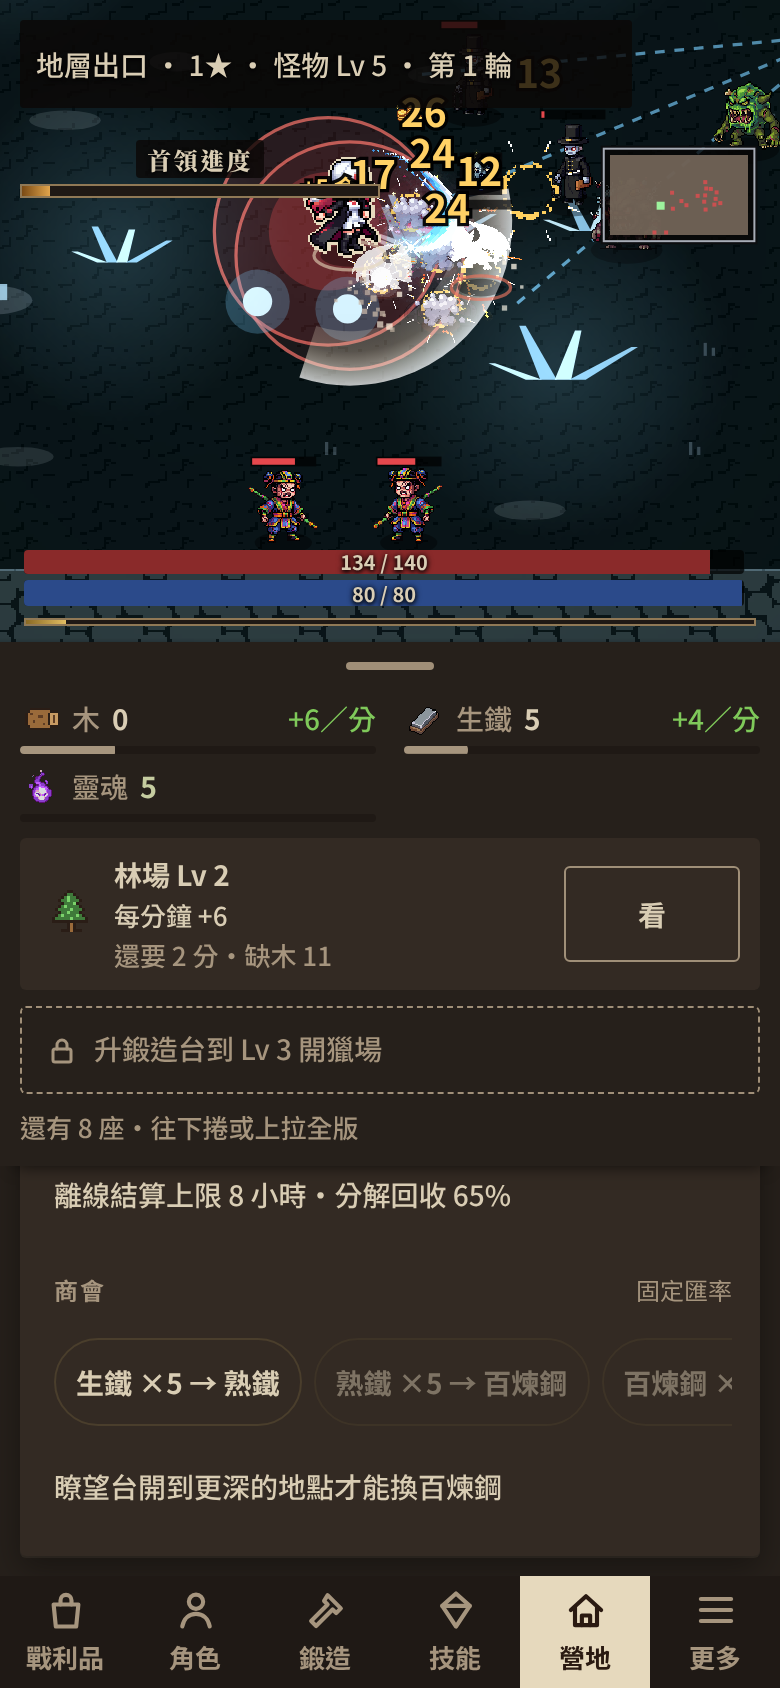 地層出口 • 1★ • 怪物 Lv 5 • 第 1 輪
13
26
首領進度
17
24
12
24
134 / 140
80 / 80
木 0 +6／分
生鐵 5 +4／分
靈魂 5
林場 Lv 2
每分鐘 +6
還要 2 分・缺木 11
看
升鍛造台到 Lv 3 開獵場
還有 8 座・往下捲或上拉全版
離線結算上限 8 小時・分解回收 65%
商會 固定匯率
生鐵 ×5 → 熟鐵
熟鐵 ×5 → 百煉鋼
百煉鋼 ×
瞭望台開到更深的地點才能換百煉鋼
戰利品
角色
鍛造
技能
營地
更多